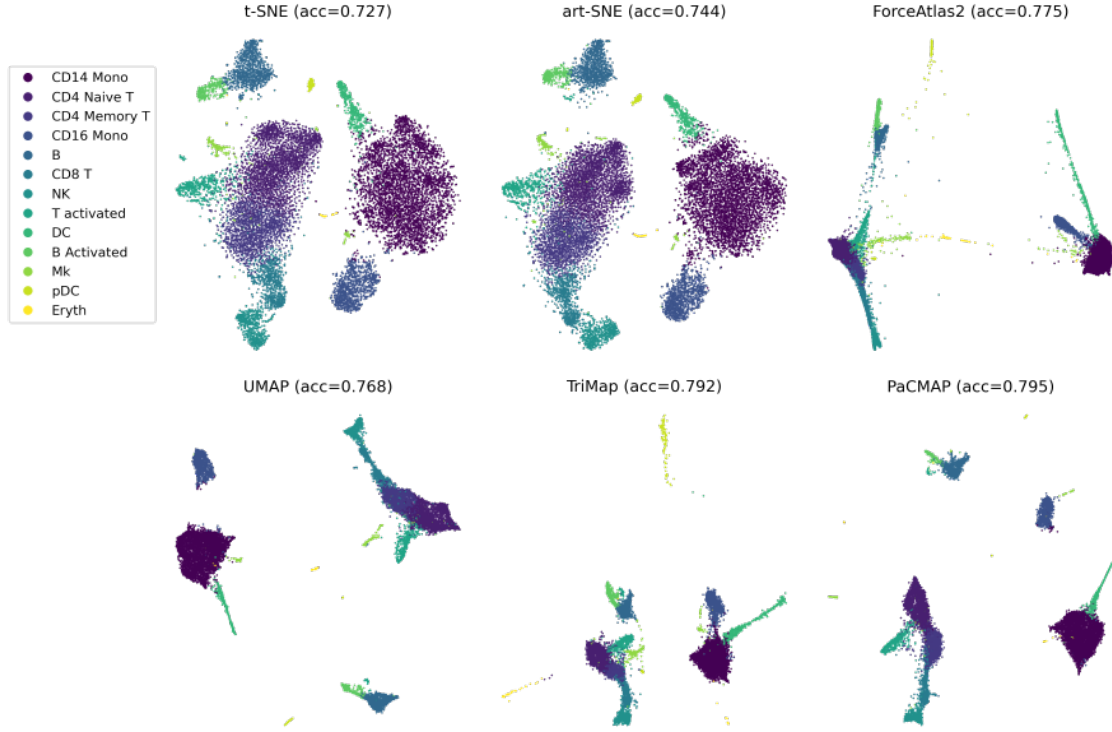 t-SNE (acc=0.727)
art-SNE (acc=0.744)
ForceAtlas2 (acc=0.775)
CD14 Mono
CD4 Naive T
CD4 Memory T
CD16 Mono
B
CD8 T
NK
T activated
DC
B Activated
Mk
pDC
Eryth
UMAP (acc=0.768)
TriMap (acc=0.792)
PaCMAP (acc=0.795)